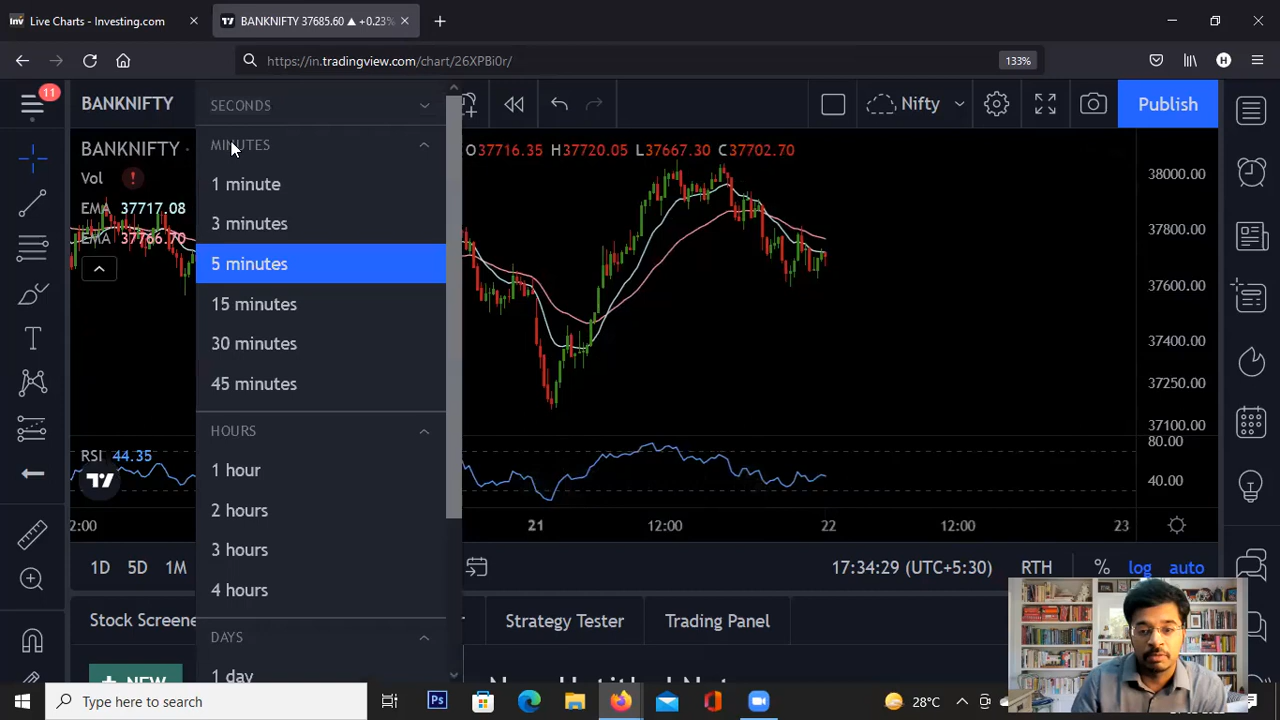 Live Charts - Investing.com
BANKNIFTY 37685.60 ▲ +0.23%
https://in.tradingview.com/chart/26XPBi0r/
133%
H
11
BANKNIFTY
SECONDS
Nifty
Publish
MINUTES
BANKNIFTY ·
O37716.35 H37720.05 L37667.30 C37702.70
Vol
1 minute
EMA 37717.08
3 minutes
EMA 37766.70
5 minutes
15 minutes
30 minutes
45 minutes
38000.00
37800.00
37600.00
37400.00
37250.00
37100.00
HOURS
80.00
RSI 44.35
1 hour
40.00
2 hours
2:00
21
12:00
22
12:00
23
3 hours
1D 5D 1M
17:34:29 (UTC+5:30)
RTH
%
log
auto
4 hours
Stock Screene
Strategy Tester
Trading Panel
DAYS
1 day
+ NEW
Type here to search
Ps
28°C